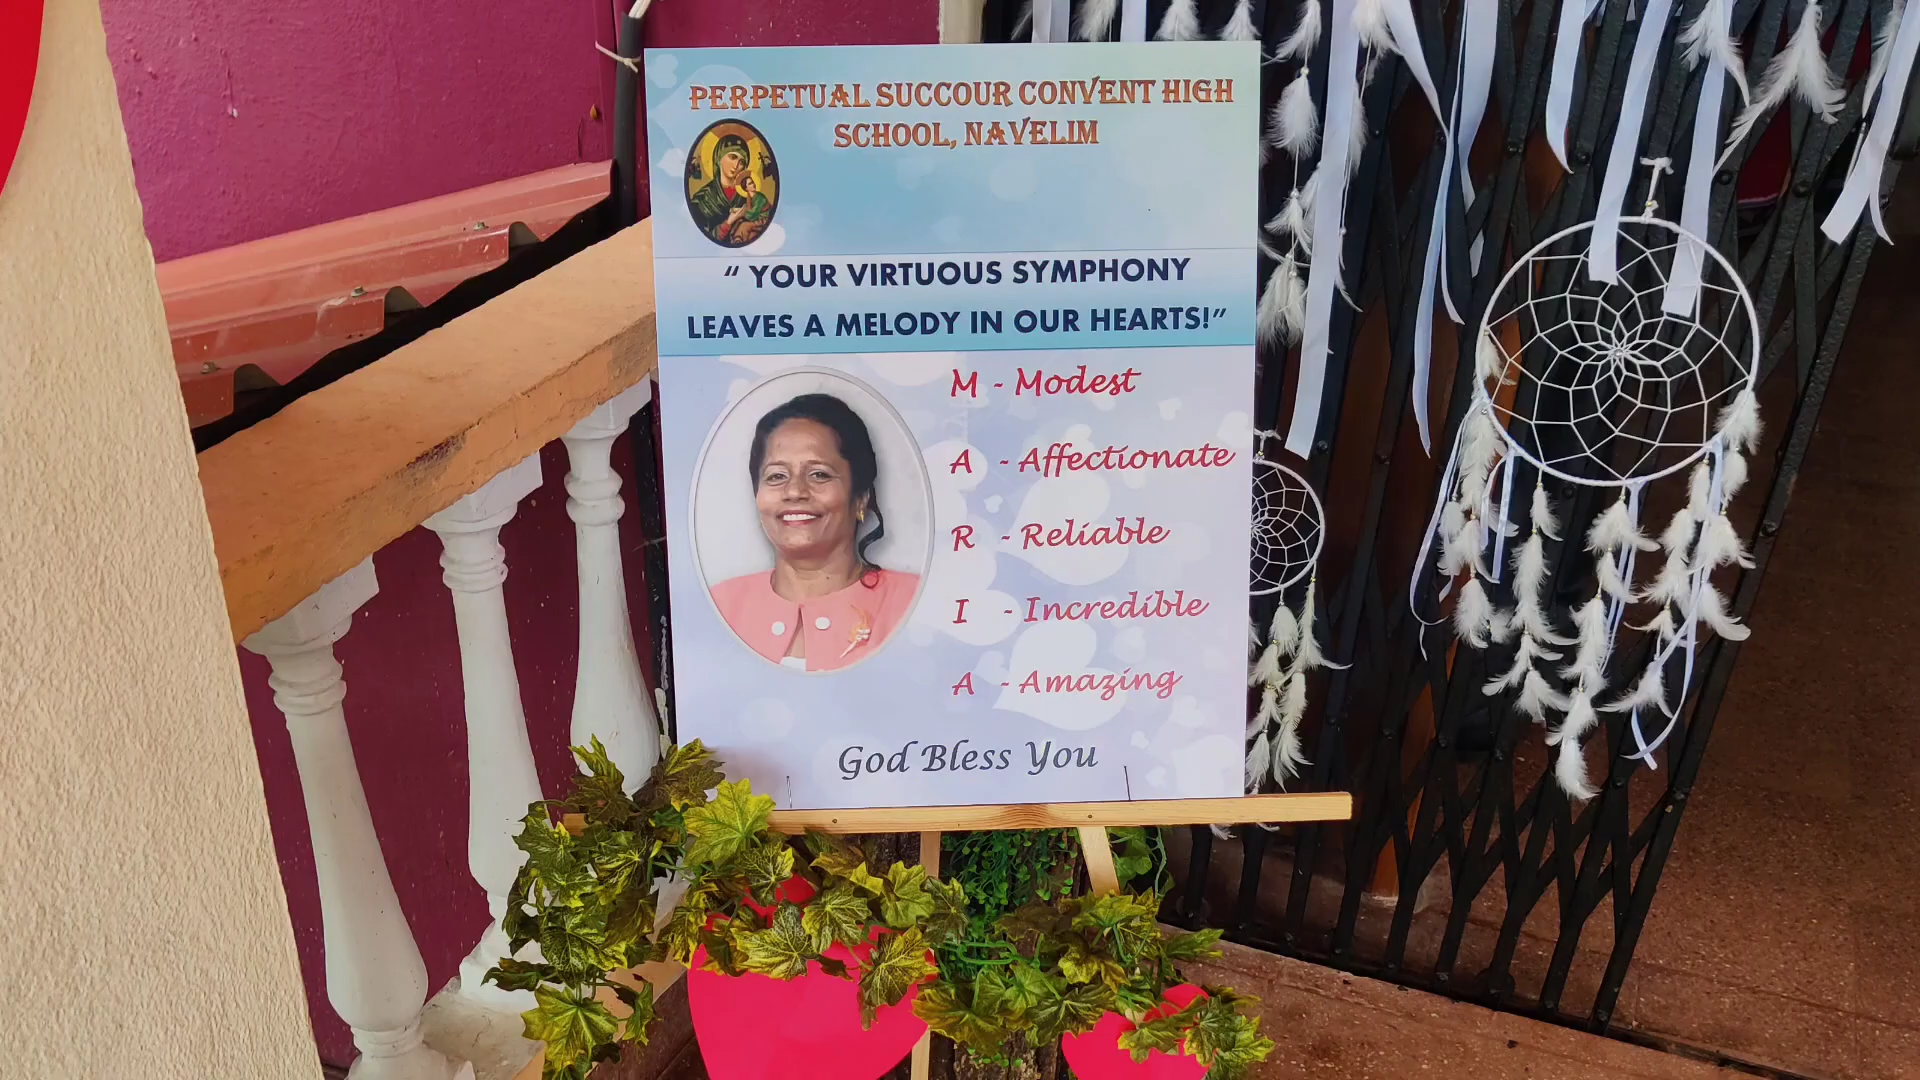 PERPETUAL SUCCOUR CONVENT HIGH
SCHOOL, NAVELIM
“ YOUR VIRTUOUS SYMPHONY
LEAVES A MELODY IN OUR HEARTS!”
M - Modest
A - Affectionate
R - Reliable
I - Incredible
A - Amazing
God Bless You